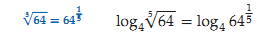 ⁵√64 = 64^(1/5) log₄ ⁵√64 = log₄ 64^(1/5)